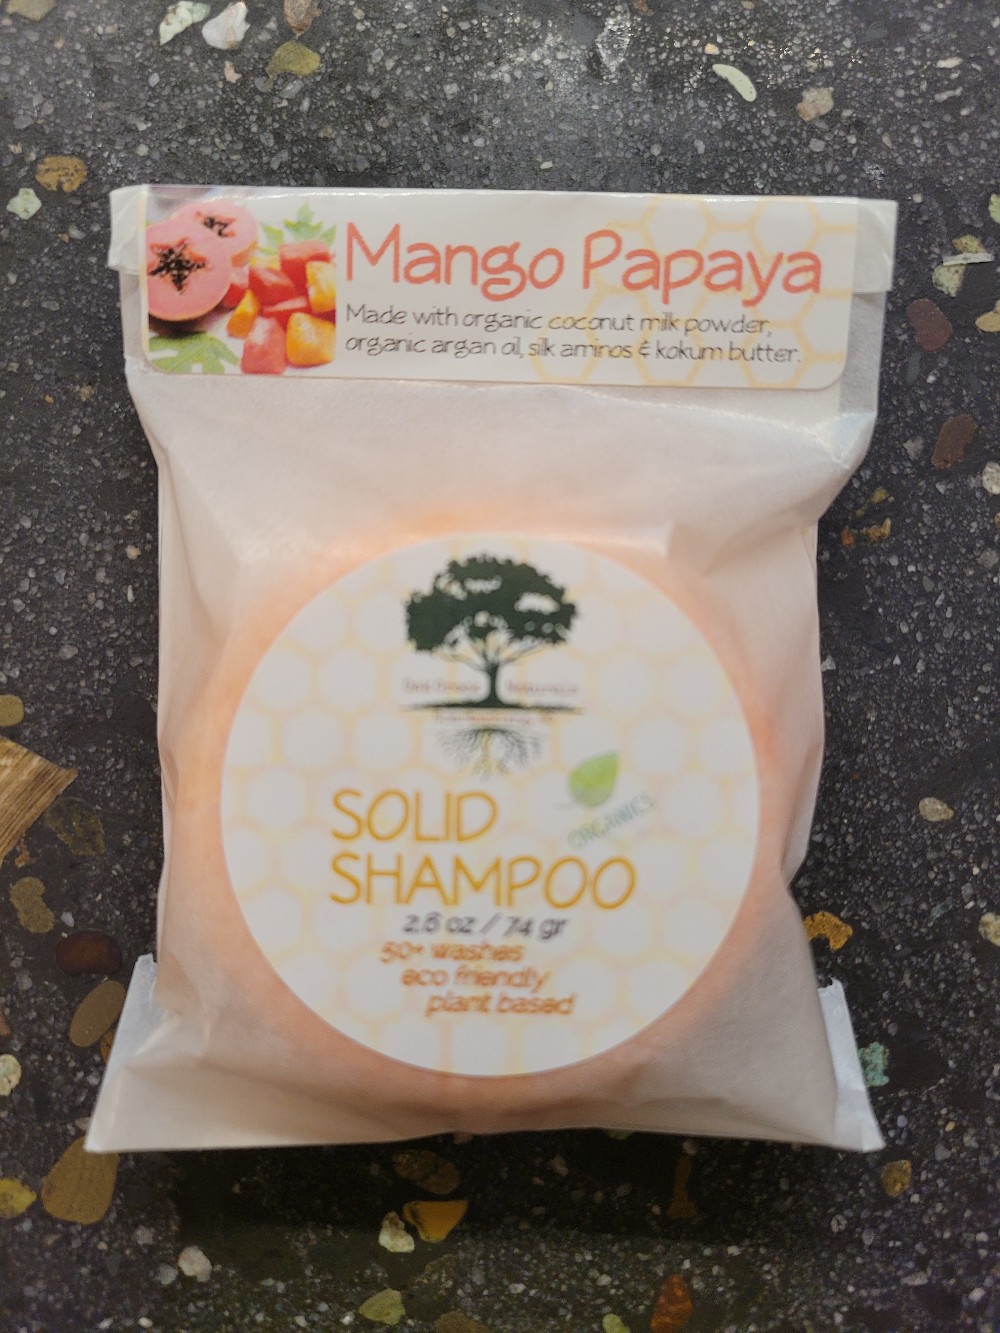 Mango Papaya
Made with organic coconut milk powder,
organic argan oil, silk aminos & kokum butter.
ORGANICS
SOLID
SHAMPOO
2.6 oz / 74 gr
50+ washes
eco friendly
plant based